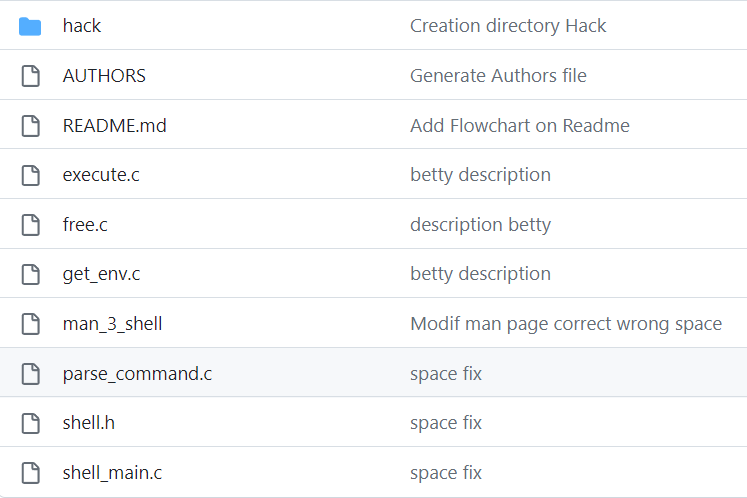 hack Creation directory Hack
AUTHORS Generate Authors file
README.md Add Flowchart on Readme
execute.c betty description
free.c description betty
get_env.c betty description
man_3_shell Modif man page correct wrong space
parse_command.c space fix
shell.h space fix
shell_main.c space fix